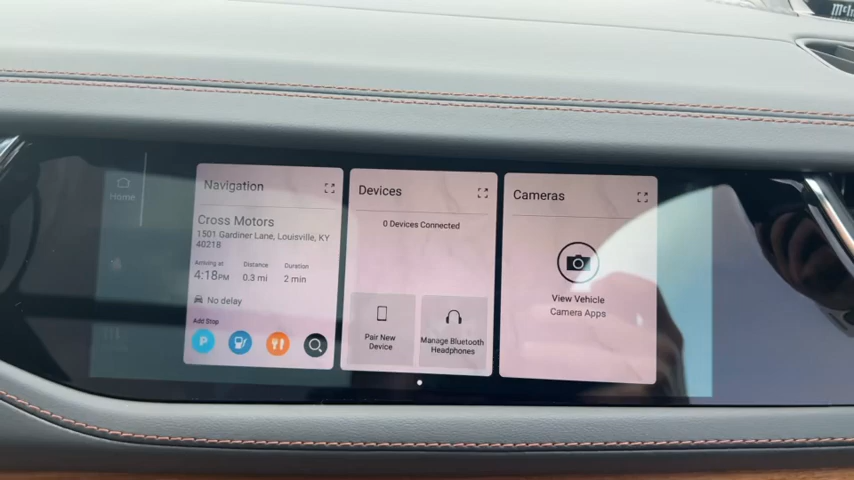 Home
Navigation
Cross Motors
1501 Gardiner Lane, Louisville, KY
40218
Arriving at
Distance
Duration
4:18PM
0.3 mi
2 min
No delay
Add Stop
P
Devices
0 Devices Connected
Pair New
Device
Manage Bluetooth
Headphones
Cameras
View Vehicle
Camera Apps